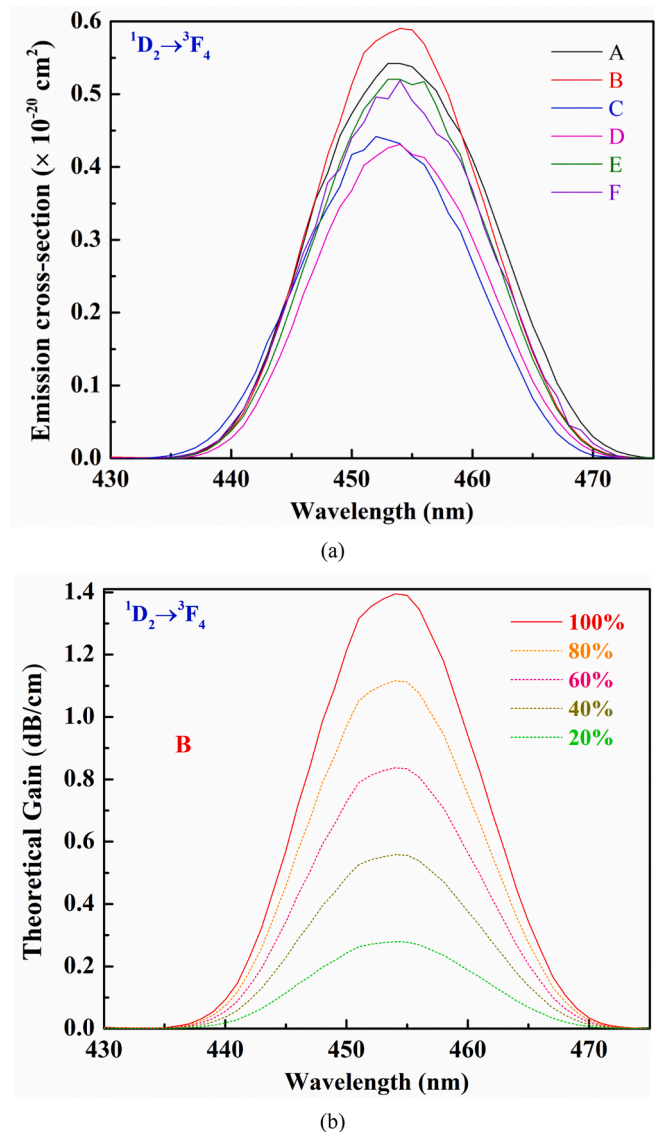 ¹D₂→³F₄
A
B
C
D
E
F
Emission cross-section (× 10⁻²⁰ cm²)
0.6
0.5
0.4
0.3
0.2
0.1
0.0
430 440 450 460 470
Wavelength (nm)
(a)
¹D₂→³F₄
100%
80%
60%
40%
20%
B
Theoretical Gain (dB/cm)
1.4
1.2
1.0
0.8
0.6
0.4
0.2
0.0
430 440 450 460 470
Wavelength (nm)
(b)